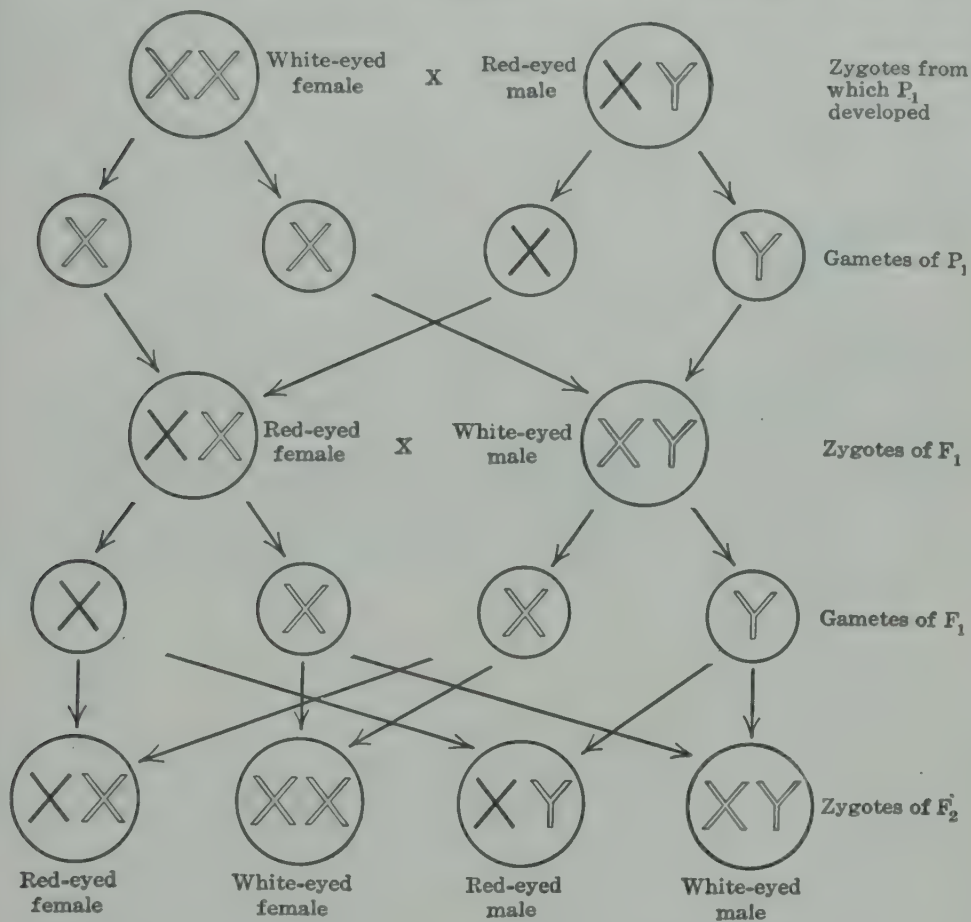 XX
White-eyed
female
X
Red-eyed
male
XY
Zygotes from
which P1
developed
X
X
X
Y
Gametes of P1
XX
Red-eyed
female
X
White-eyed
male
XY
Zygotes of F1
X
X
X
Y
Gametes of F1
XX
XX
XY
XY
Zygotes of F2
Red-eyed
female
White-eyed
female
Red-eyed
male
White-eyed
male